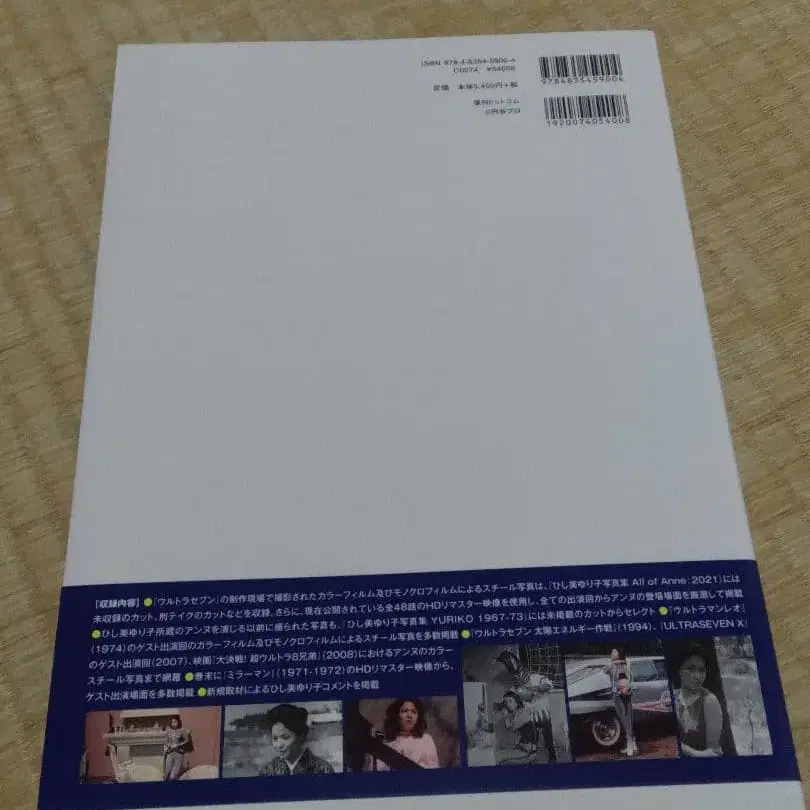 ISBN 978-4-8354-5900-4
C0074 ¥5400E
定価 本体5,400円+税
復刊ドットコム
©円谷プロ
9784835459004
1920074054008
[収録内容]●『ウルトラセブン』の制作現場で撮影されたカラーフィルム及びモノクロフィルムによるスチール写真は、『ひし美ゆり子写真集 All of Anne:2021』には
未収録のカット、別テイクのカットなどを収録。さらに、現在公開されている全48話のHDリマスター映像を使用し、全ての出演回からアンヌの登場場面を厳選して掲載
●ひし美ゆり子所蔵のアンヌを演じる以前に撮られた写真も、『ひし美ゆり子写真集 YURIKO 1967-73』には未掲載のカットからセレクト ●『ウルトラマンレオ』
(1974)のゲスト出演回のカラーフィルム及びモノクロフィルムによるスチール写真を多数掲載 ●『ウルトラセブン 太陽エネルギー作戦』(1994)、『ULTRASEVEN X』
のゲスト出演回(2007)、映画『大決戦!超ウルトラ8兄弟』(2008)におけるアンヌのカラー
スチール写真まで網羅 ●巻末に『ミラーマン』(1971-1972)のHDリマスター映像から、
ゲスト出演場面を多数掲載 ●新規取材によるひし美ゆり子コメントを掲載